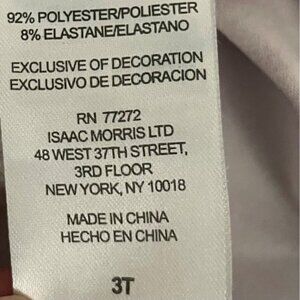 92% POLYESTER/POLIESTER
8% ELASTANE/ELASTANO
EXCLUSIVE OF DECORATION
EXCLUSIVO DE DECORACION
RN 77272
ISAAC MORRIS LTD
48 WEST 37TH STREET,
3RD FLOOR
NEW YORK, NY 10018
MADE IN CHINA
HECHO EN CHINA
3T